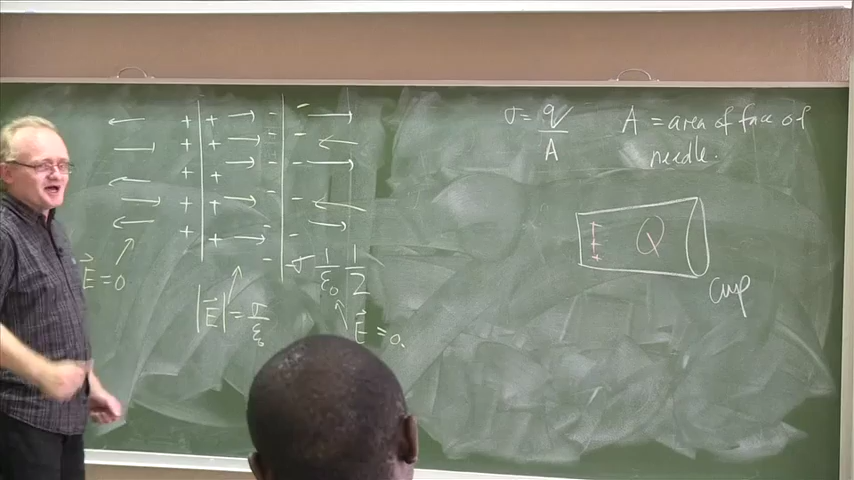 E⃗ = 0
|E⃗| = σ/ε₀
σ 1/ε₀ 1/2
E⃗ = 0.
σ = q/A
A = area of face of
needle.
Q
cup